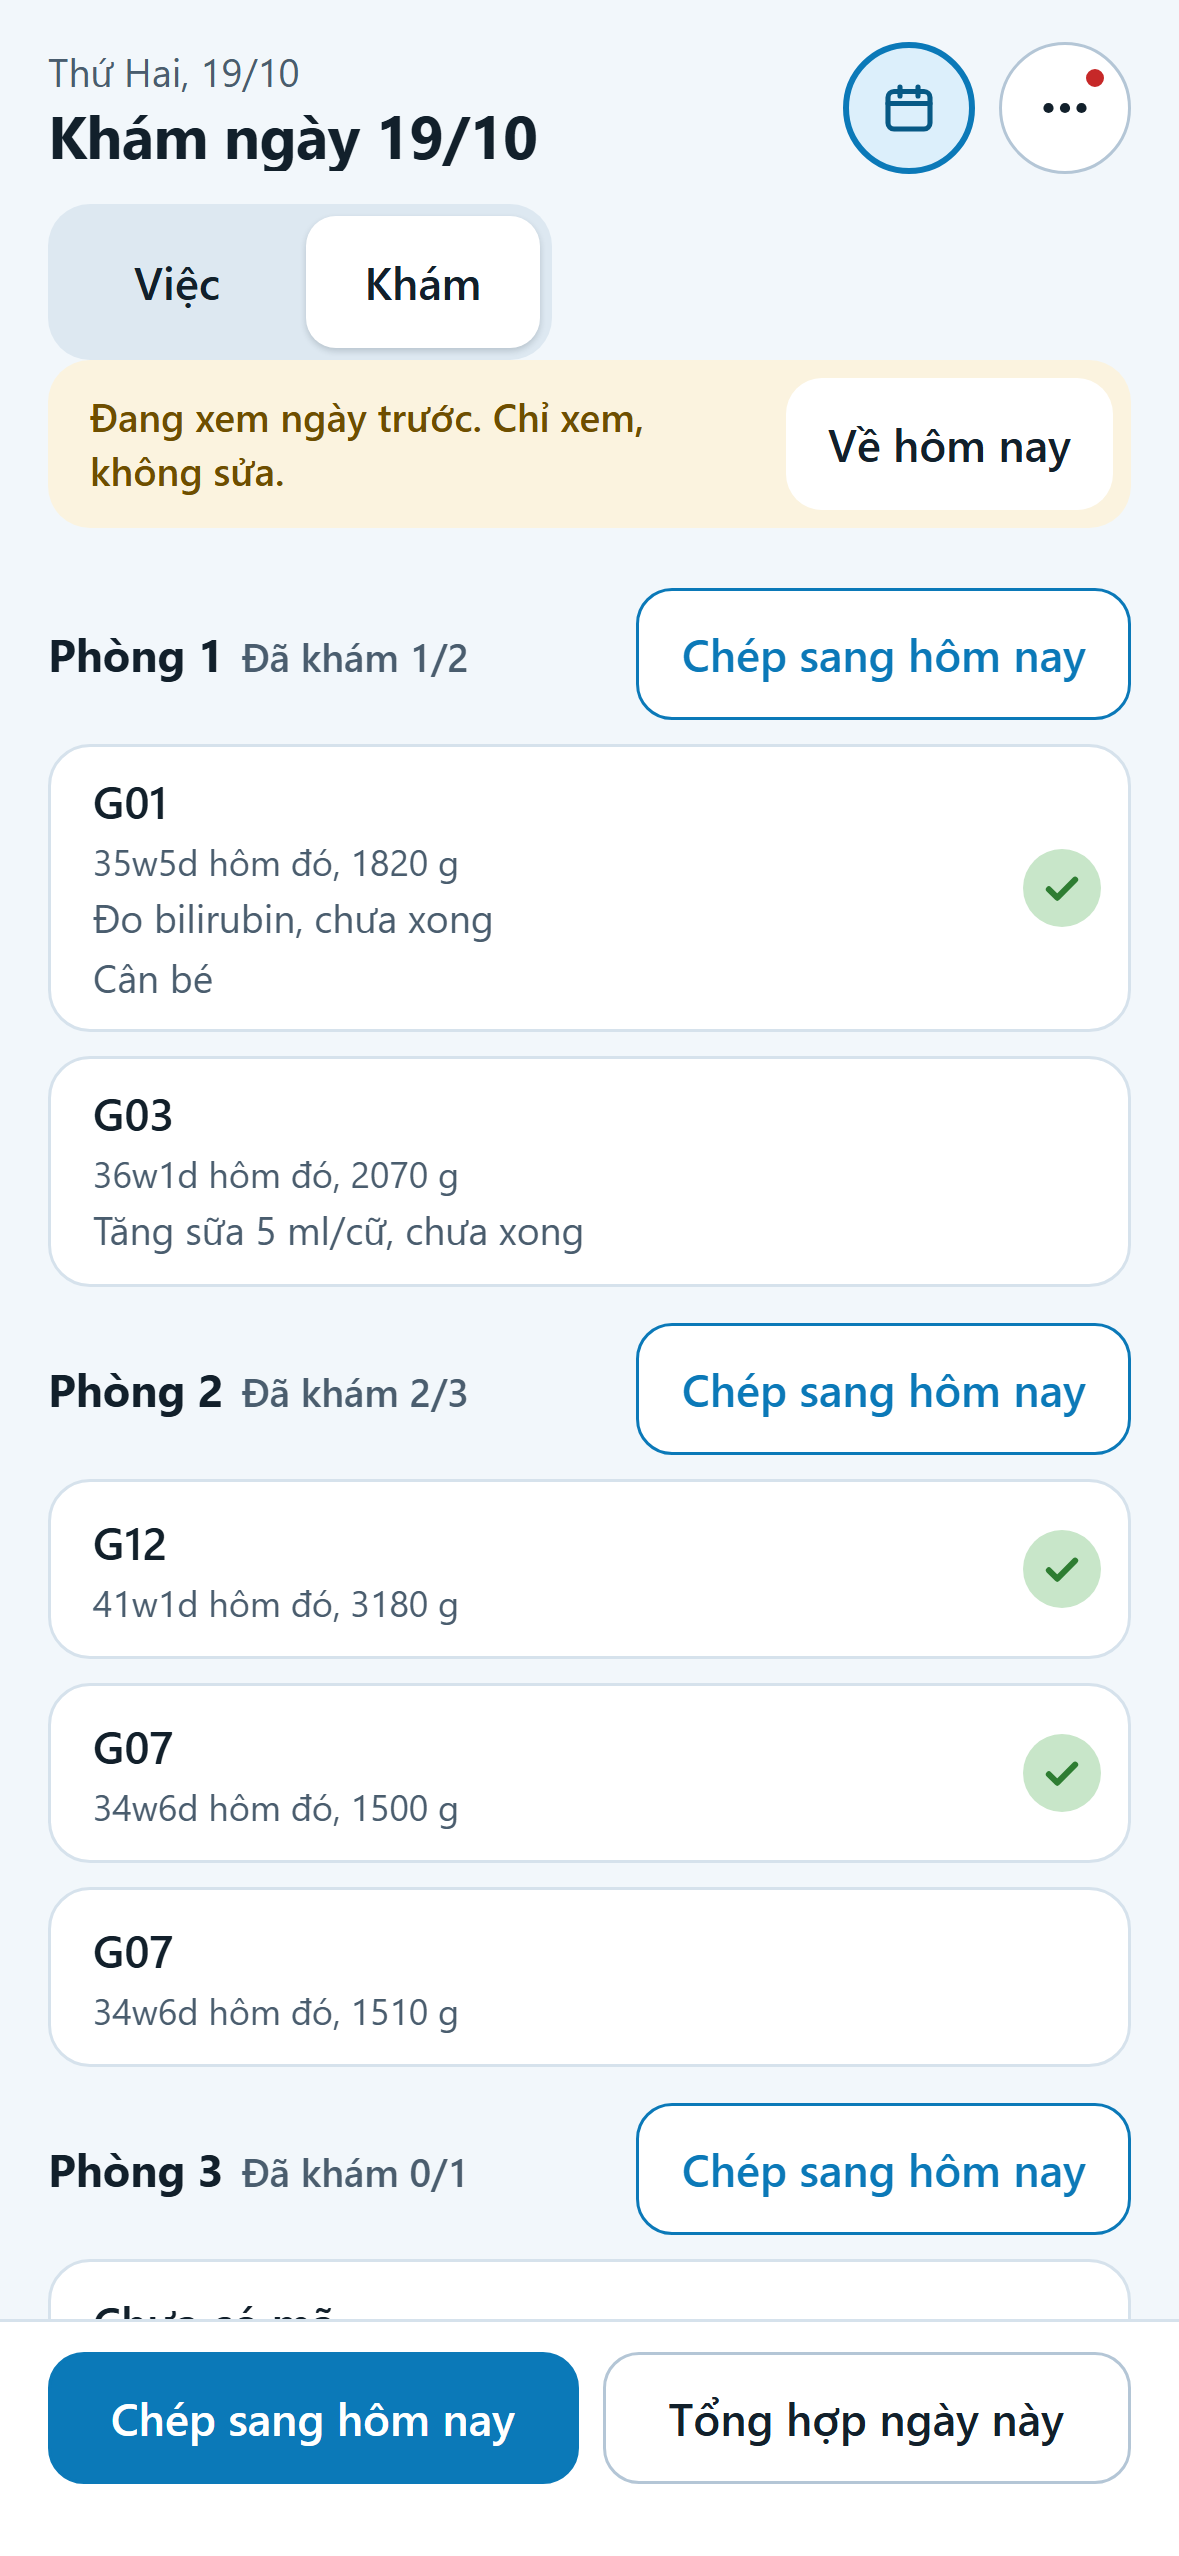 Thứ Hai, 19/10
Khám ngày 19/10
Việc
Khám
Đang xem ngày trước. Chỉ xem,
không sửa.
Về hôm nay
Phòng 1 Đã khám 1/2
Chép sang hôm nay
G01
35w5d hôm đó, 1820 g
Đo bilirubin, chưa xong
Cân bé
G03
36w1d hôm đó, 2070 g
Tăng sữa 5 ml/cữ, chưa xong
Phòng 2 Đã khám 2/3
Chép sang hôm nay
G12
41w1d hôm đó, 3180 g
G07
34w6d hôm đó, 1500 g
G07
34w6d hôm đó, 1510 g
Phòng 3 Đã khám 0/1
Chép sang hôm nay
Chưa có mã
Chép sang hôm nay
Tổng hợp ngày này